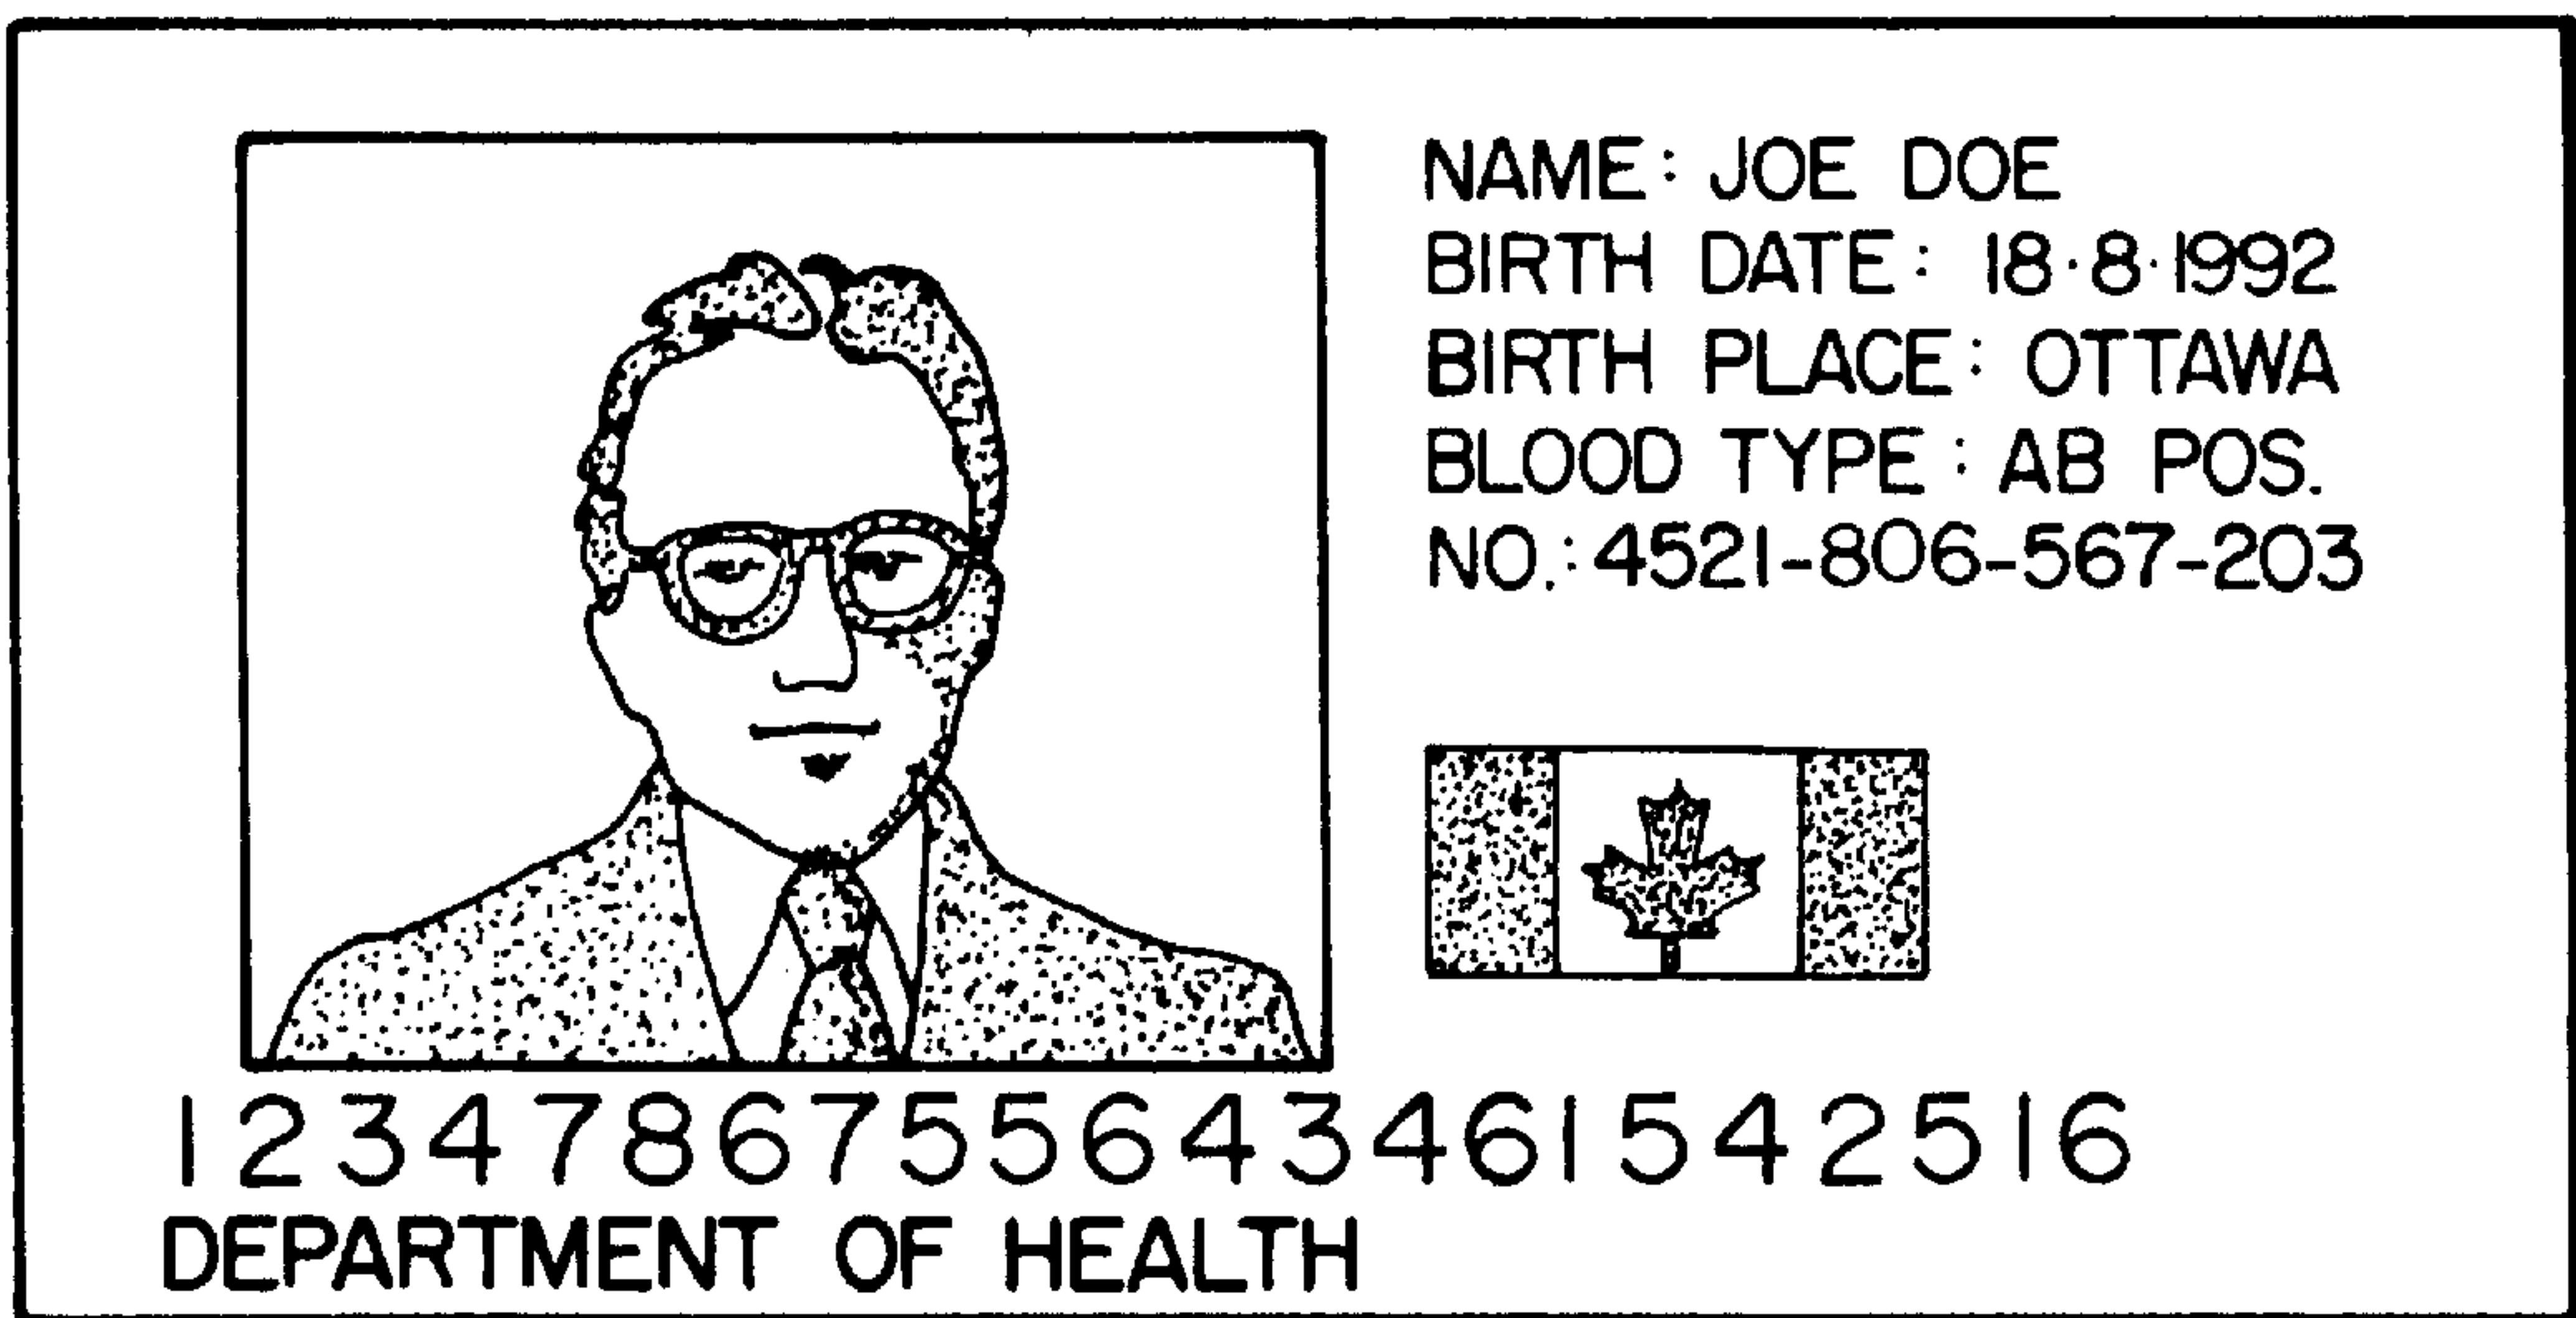 NAME: JOE DOE
BIRTH DATE: 18·8·1992
BIRTH PLACE: OTTAWA
BLOOD TYPE: AB POS.
NO.: 4521-806-567-203
1234786755643461542516
DEPARTMENT OF HEALTH